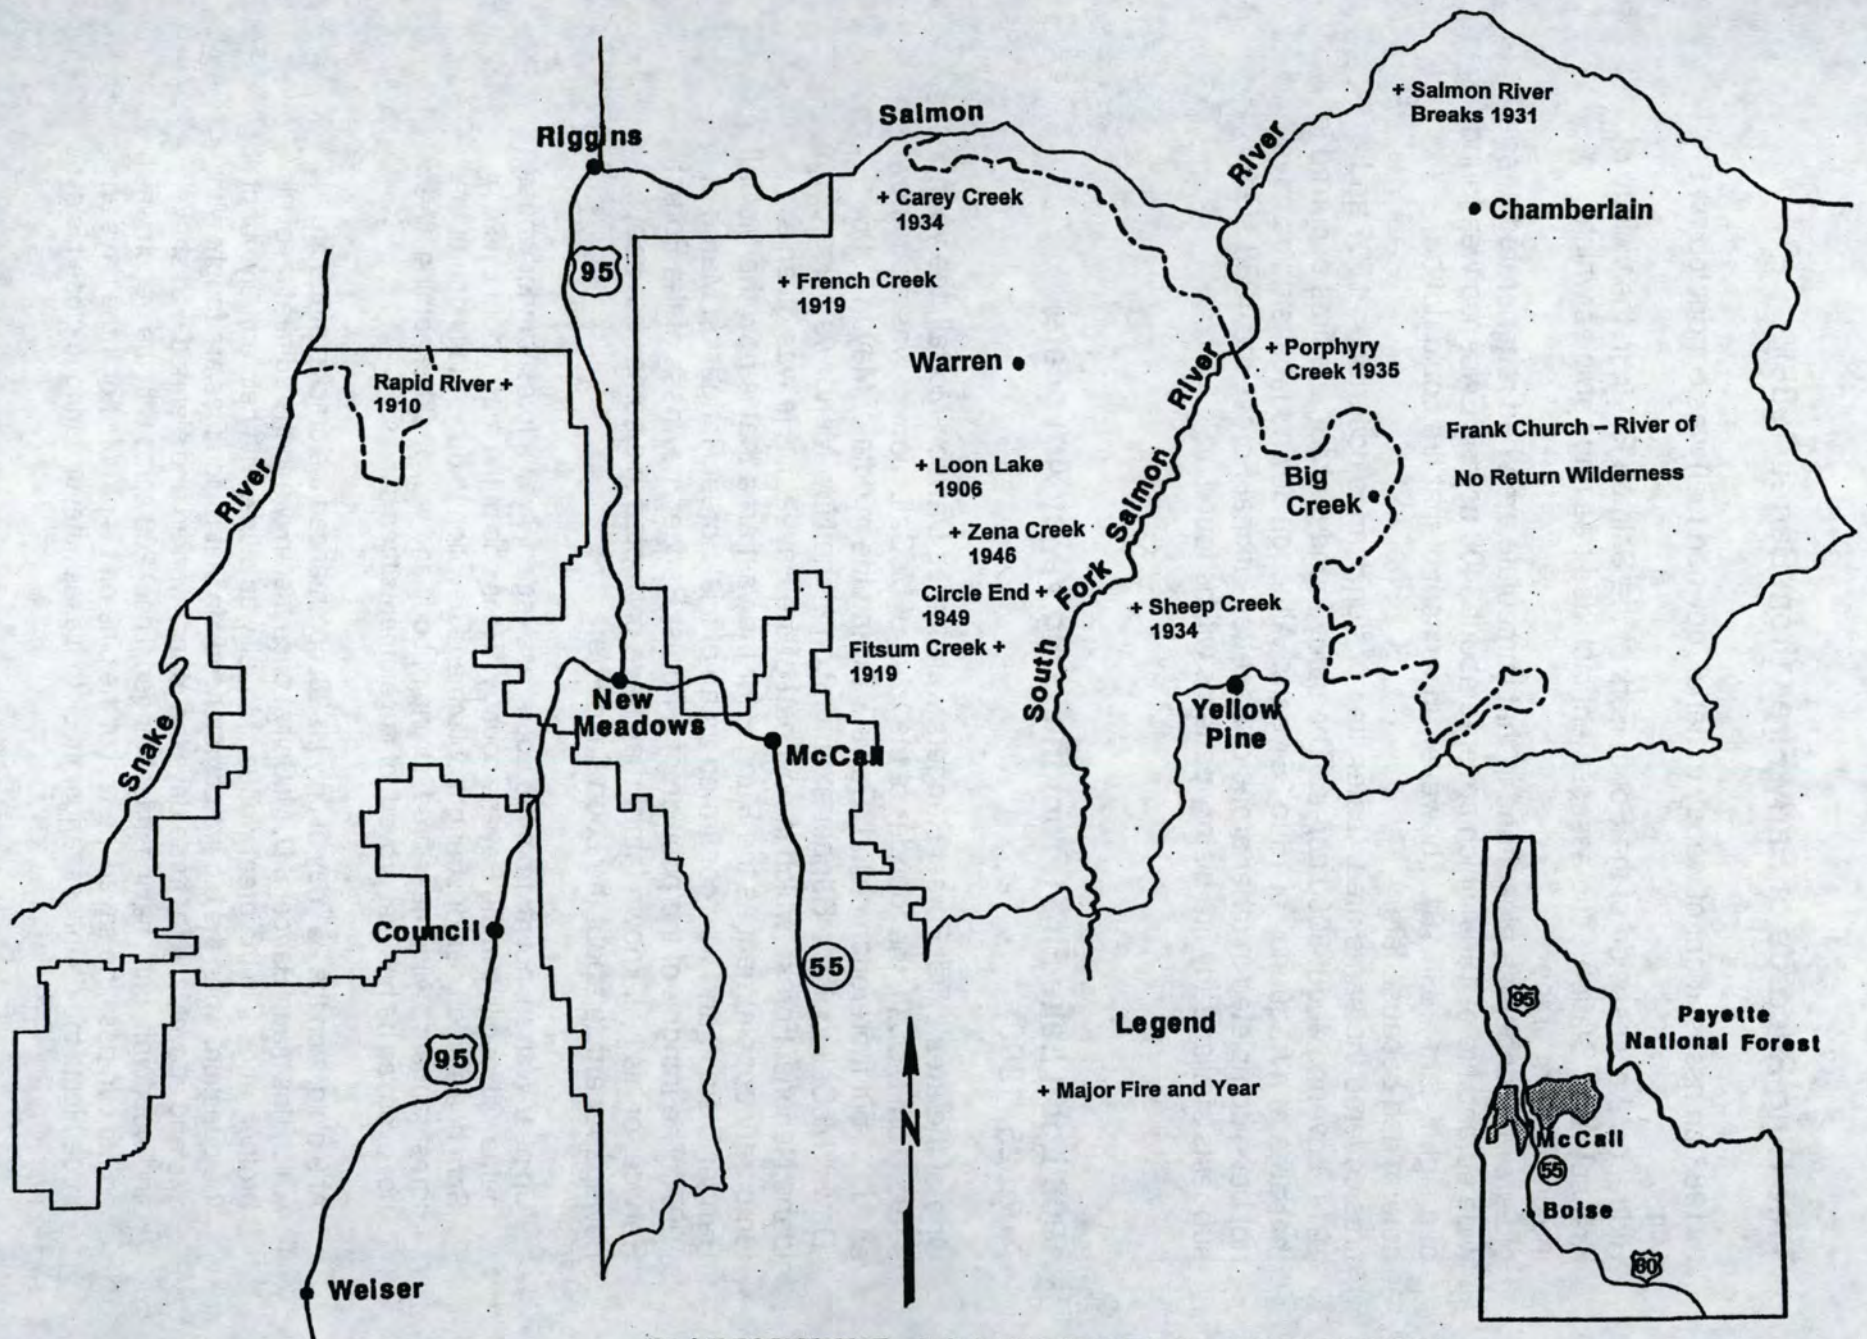 Salmon
River
+ Salmon River
Breaks 1931
Riggins
+ Carey Creek
1934
Chamberlain
95
+ French Creek
1919
Warren
River
+ Porphyry
Creek 1935
Rapid River +
1910
River
Frank Church – River of
No Return Wilderness
+ Loon Lake
1906
Big
Creek
Salmon
+ Zena Creek
1946
Circle End +
1949
Fork
+ Sheep Creek
1934
Fitsum Creek +
1919
South
New
Meadows
Snake
McCall
Yellow
Pine
Council
55
95
Legend
+ Major Fire and Year
N
Weiser
95
Payette
National Forest
McCall
55
Boise
80